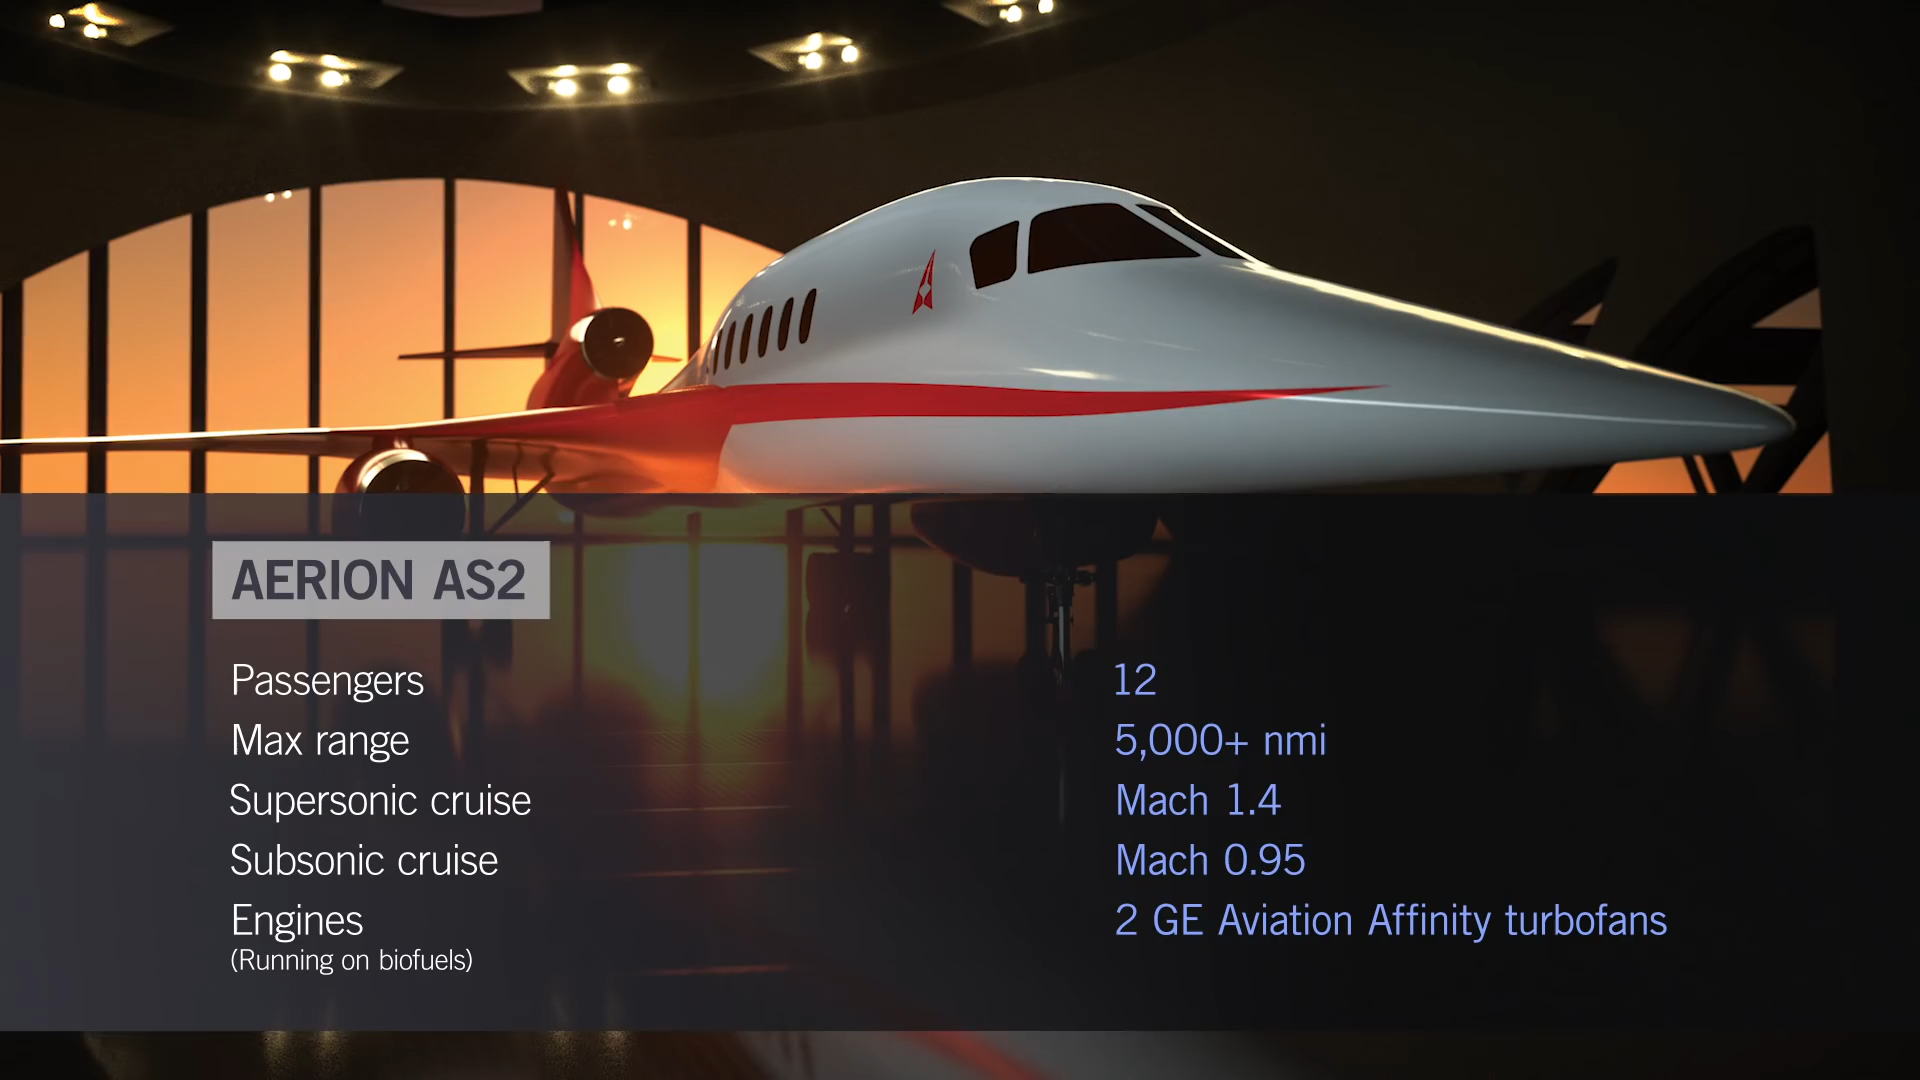 AERION AS2
Passengers 12
Max range 5,000+ nmi
Supersonic cruise Mach 1.4
Subsonic cruise Mach 0.95
Engines 2 GE Aviation Affinity turbofans
(Running on biofuels)